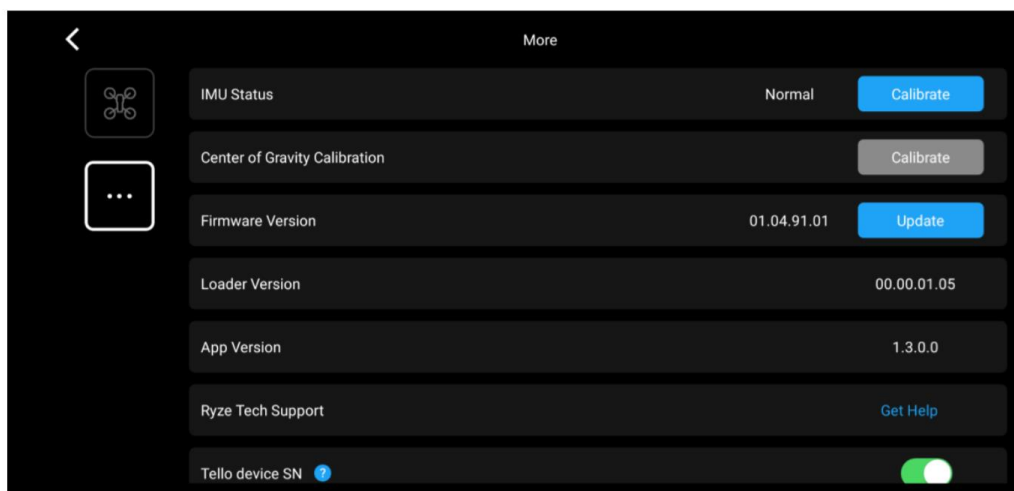 More
IMU Status Normal Calibrate
Center of Gravity Calibration Calibrate
Firmware Version 01.04.91.01 Update
Loader Version 00.00.01.05
App Version 1.3.0.0
Ryze Tech Support Get Help
Tello device SN ?